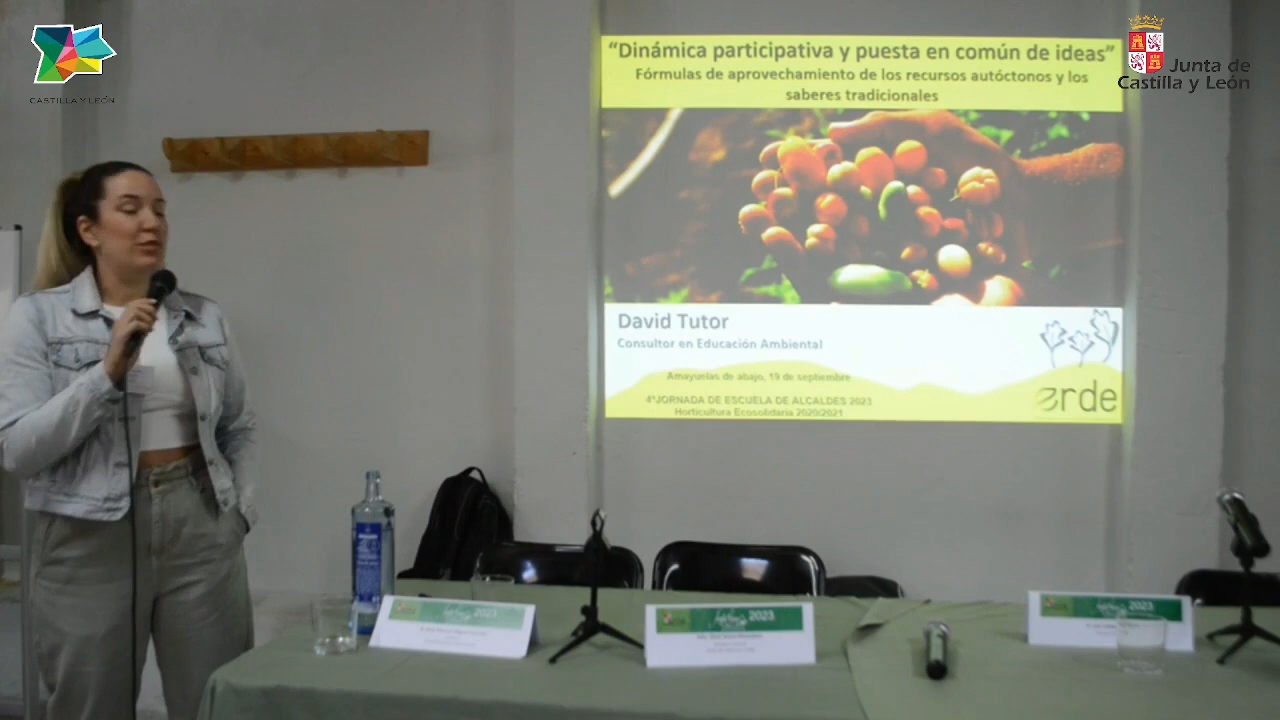 CASTILLA Y LEÓN
Junta de
Castilla y León
“Dinámica participativa y puesta en común de ideas”
Fórmulas de aprovechamiento de los recursos autóctonos y los
saberes tradicionales
David Tutor
Consultor en Educación Ambiental
Amayuelas de abajo, 19 de septiembre
4ªJORNADA DE ESCUELA DE ALCALDES 2023
Horticultura Ecosolidaria 2020/2021
erde
2023
2023
2023